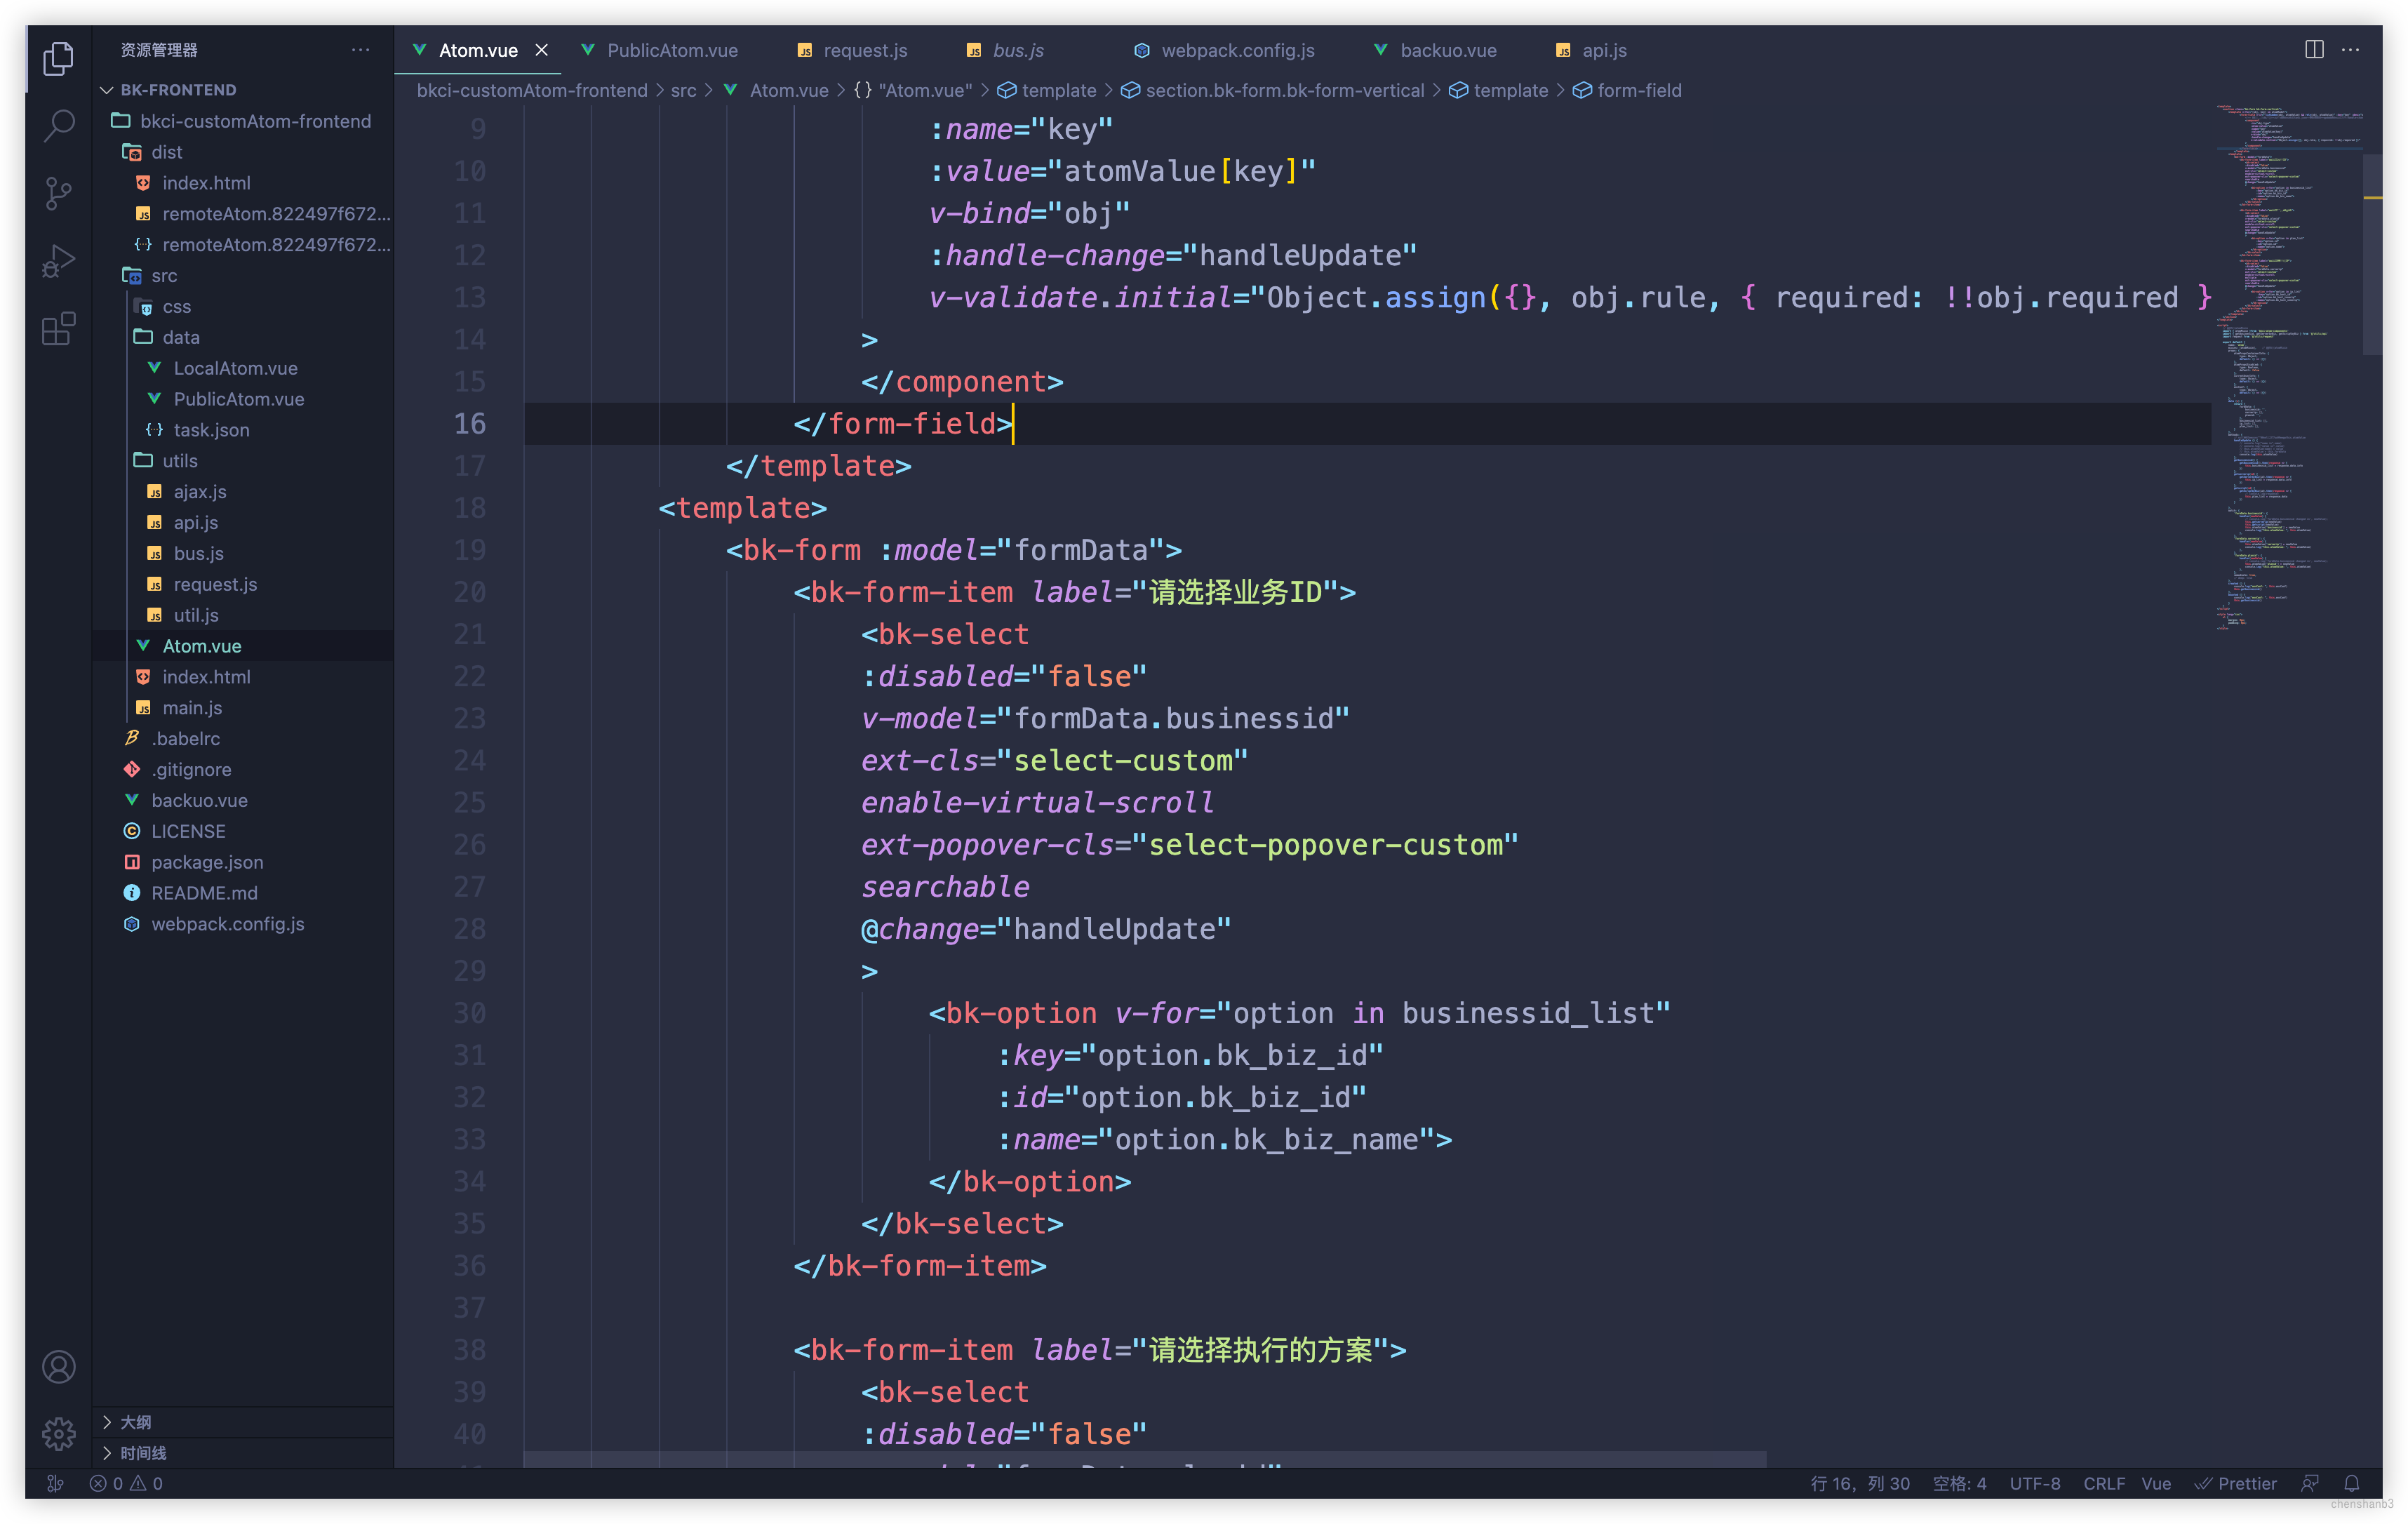 资源管理器
Atom.vue
PublicAtom.vue
request.js
bus.js
webpack.config.js
backuo.vue
api.js
bkci-customAtom-frontend > src > Atom.vue > {} "Atom.vue" > template > section.bk-form.bk-form-vertical > template > form-field
BK-FRONTEND
bkci-customAtom-frontend
dist
index.html
remoteAtom.822497f672...
remoteAtom.822497f672...
src
css
data
LocalAtom.vue
PublicAtom.vue
task.json
utils
ajax.js
api.js
bus.js
request.js
util.js
Atom.vue
index.html
main.js
.babelrc
.gitignore
backuo.vue
LICENSE
package.json
README.md
webpack.config.js
大纲
时间线
9 :name="key"
10 :value="atomValue[key]"
11 v-bind="obj"
12 :handle-change="handleUpdate"
13 v-validate.initial="Object.assign({}, obj.rule, { required: !!obj.required }
14 >
15 </component>
16 </form-field>
17 </template>
18 <template>
19 <bk-form :model="formData">
20 <bk-form-item label="请选择业务ID">
21 <bk-select
22 :disabled="false"
23 v-model="formData.businessid"
24 ext-cls="select-custom"
25 enable-virtual-scroll
26 ext-popover-cls="select-popover-custom"
27 searchable
28 @change="handleUpdate"
29 >
30 <bk-option v-for="option in businessid_list"
31 :key="option.bk_biz_id"
32 :id="option.bk_biz_id"
33 :name="option.bk_biz_name">
34 </bk-option>
35 </bk-select>
36 </bk-form-item>
37
38 <bk-form-item label="请选择执行的方案">
39 <bk-select
40 :disabled="false"
0 0
行 16，列 30 空格: 4 UTF-8 CRLF Vue Prettier
chenshanb3